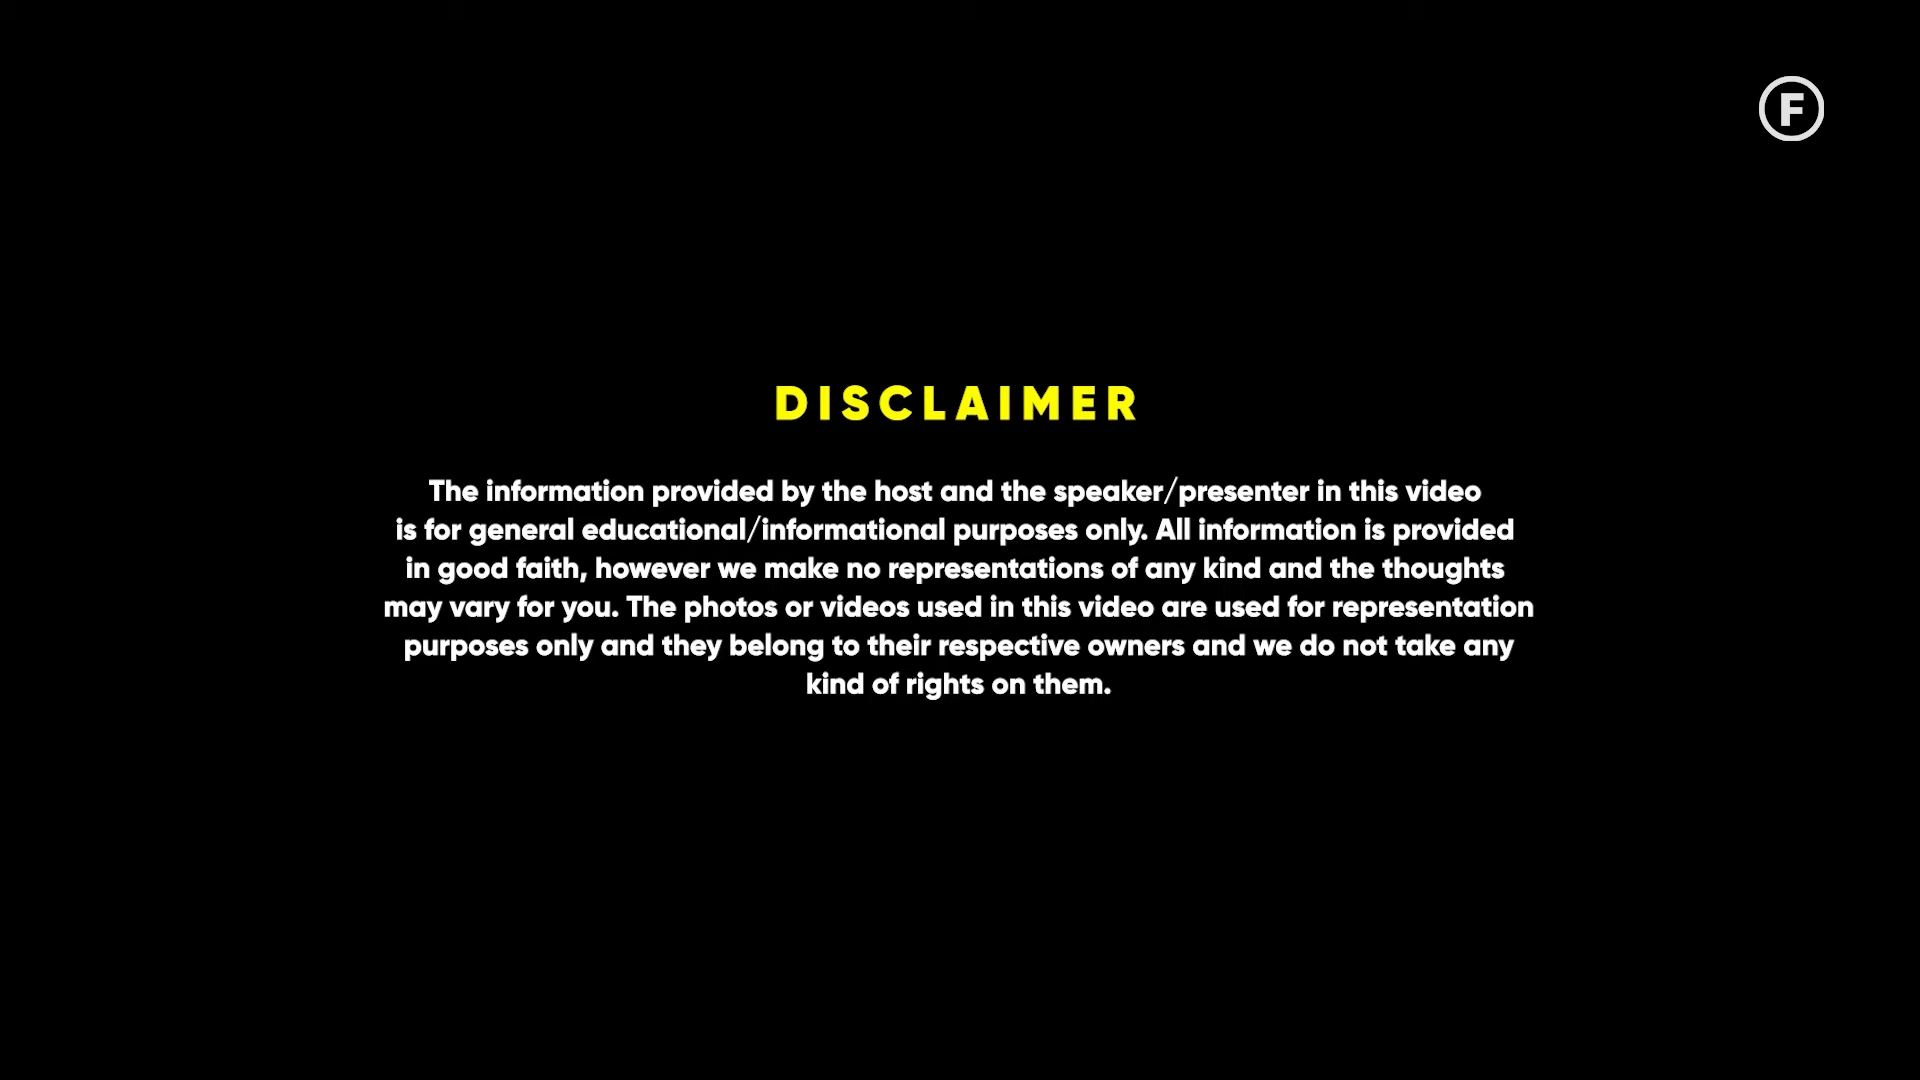 F
DISCLAIMER
The information provided by the host and the speaker/presenter in this video
is for general educational/informational purposes only. All information is provided
in good faith, however we make no representations of any kind and the thoughts
may vary for you. The photos or videos used in this video are used for representation
purposes only and they belong to their respective owners and we do not take any
kind of rights on them.